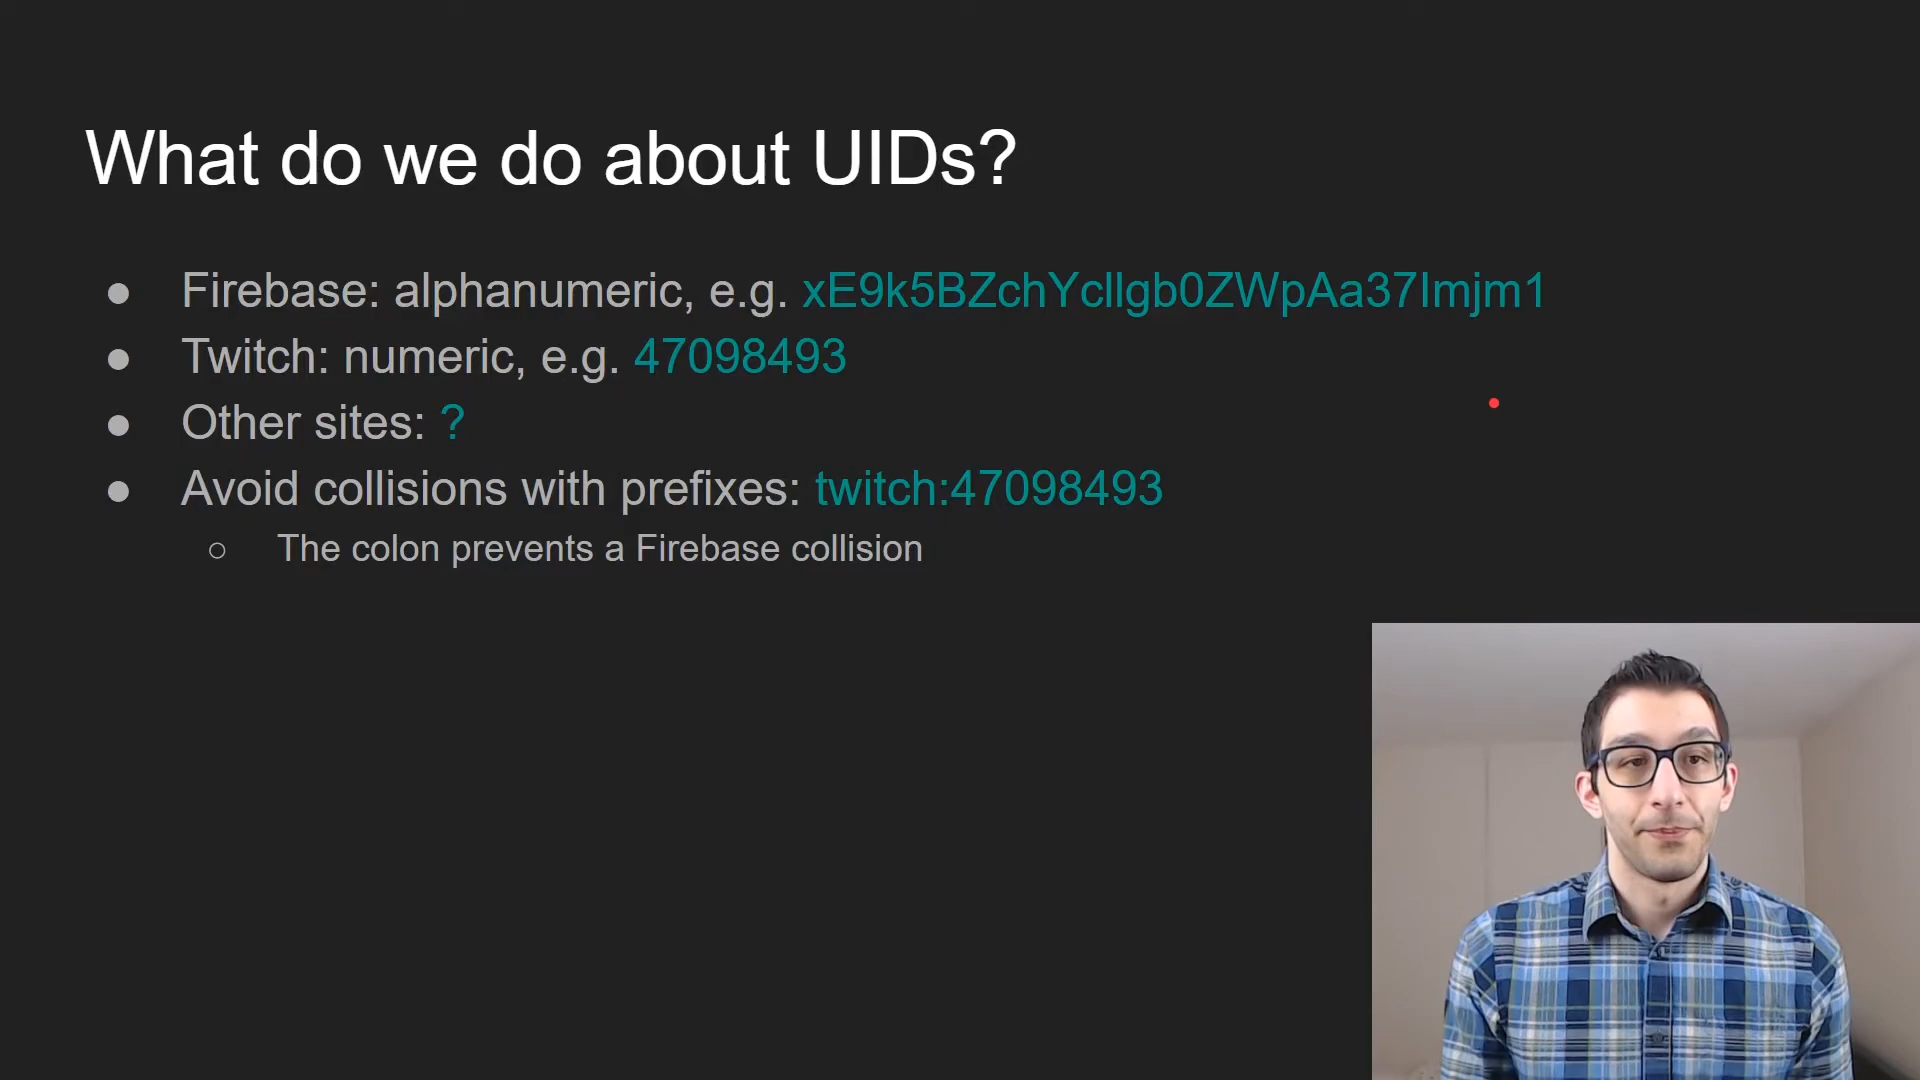 What do we do about UIDs?
● Firebase: alphanumeric, e.g. xE9k5BZchYcllgb0ZWpAa37Imjm1
● Twitch: numeric, e.g. 47098493
● Other sites: ?
● Avoid collisions with prefixes: twitch:47098493
○ The colon prevents a Firebase collision